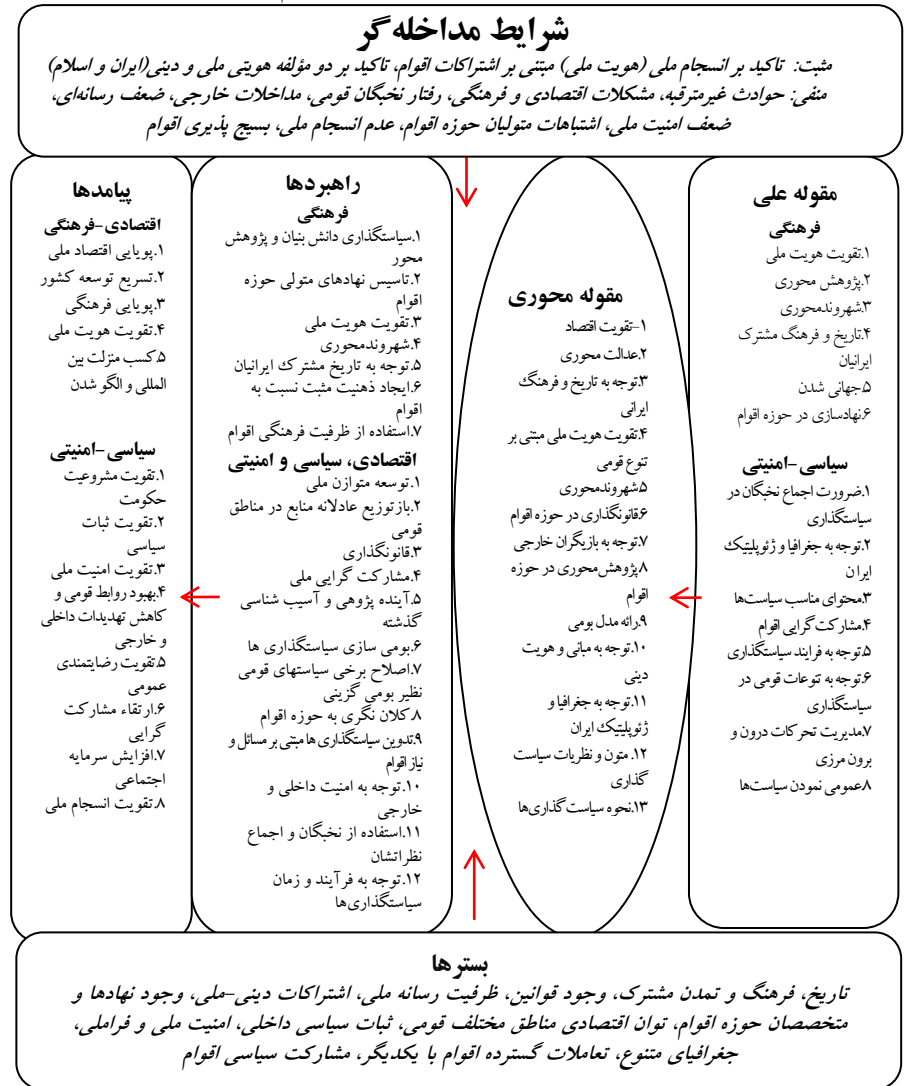 شرایط مداخله‌گر
مثبت: تاکید بر انسجام ملی (هویت ملی) مبتنی بر اشتراکات اقوام، تاکید بر دو مؤلفه هویتی ملی و دینی(ایران و اسلام)
منفی: حوادث غیرمترقبه، مشکلات اقتصادی و فرهنگی، رفتار نخبگان قومی، مداخلات خارجی، ضعف رسانه‌ای،
ضعف امنیت ملی، اشتباهات متولیان حوزه اقوام، عدم انسجام ملی، بسیج پذیری اقوام
مقوله علی
فرهنگی
۱.تقویت هویت ملی
۲.پژوهش محوری
۳.شهروندمحوری
۴.تاریخ و فرهنگ مشترک
ایرانیان
۵.جهانی شدن
۶.نهادسازی در حوزه اقوام
سیاسی-امنیتی
۱.ضرورت اجماع نخبگان در
سیاستگذاری
۲.توجه به جغرافیا و ژئوپلیتیک
ایران
۳.محتوای مناسب سیاست‌ها
۴.مشارکت گرایی اقوام
۵.توجه به فرایند سیاستگذاری
۶.توجه به تنوعات قومی در
سیاستگذاری
۷.مدیریت تحرکات درون و
برون مرزی
۸.عمومی نمودن سیاست‌ها
مقوله محوری
۱-تقویت اقتصاد
۲.عدالت محوری
۳.توجه به تاریخ و فرهنگ
ایرانی
۴.تقویت هویت ملی مبتنی بر
تنوع قومی
۵.شهروندمحوری
۶.قانونگذاری در حوزه اقوام
۷.توجه به بازیگران خارجی
۸.پژوهش‌محوری در حوزه
اقوام
۹.رائه مدل بومی
۱۰.توجه به مبانی و هویت
دینی
۱۱.توجه به جغرافیا و
ژئوپلیتیک ایران
۱۲. متون و نظریات سیاست
گذاری
۱۳.نحوه سیاست گذاری‌ها
راهبردها
فرهنگی
۱.سیاستگذاری دانش بنیان و پژوهش
محور
۲.تاسیس نهادهای متولی حوزه
اقوام
۳.تقویت هویت ملی
۴.شهروندمحوری
۵.توجه به تاریخ مشترک ایرانیان
۶.ایجاد ذهنیت مثبت نسبت به
اقوام
۷.استفاده از ظرفیت فرهنگی اقوام
اقتصادی، سیاسی و امنیتی
۱.توسعه متوازن ملی
۲.بازتوزیع عادلانه منابع در مناطق
قومی
۳.قانونگذاری
۴.مشارکت گرایی ملی
۵.آینده پژوهی و آسیب شناسی
گذشته
۶.بومی سازی سیاستگذاری ها
۷.اصلاح برخی سیاستهای قومی
نظیر بومی گزینی
۸.کلان نگری به حوزه اقوام
۹.تدوین سیاستگذاری ها مبتنی بر مسائل و
نیاز اقوام
۱۰.توجه به امنیت داخلی و
خارجی
۱۱.استفاده از نخبگان و اجماع
نظراتشان
۱۲.توجه به فرآیند و زمان
سیاستگذاری‌ها
پیامدها
اقتصادی-فرهنگی
۱.پویایی اقتصاد ملی
۲.تسریع توسعه کشور
۳.پویایی فرهنگی
۴.تقویت هویت ملی
۵.کسب منزلت بین
المللی و الگو شدن
سیاسی-امنیتی
۱.تقویت مشروعیت
حکومت
۲.تقویت ثبات
سیاسی
۳.تقویت امنیت ملی
۴.بهبود روابط قومی و
کاهش تهدیدات داخلی
و خارجی
۵.تقویت رضایتمندی
عمومی
۶.ارتقاء مشارکت
گرایی
۷.افزایش سرمایه
اجتماعی
۸.تقویت انسجام ملی
بسترها
تاریخ، فرهنگ و تمدن مشترک، وجود قوانین، ظرفیت رسانه ملی، اشتراکات دینی-ملی، وجود نهادها و
متخصصان حوزه اقوام، توان اقتصادی مناطق مختلف قومی، ثبات سیاسی داخلی، امنیت ملی و فراملی،
جغرافیای متنوع، تعاملات گسترده اقوام با یکدیگر، مشارکت سیاسی اقوام